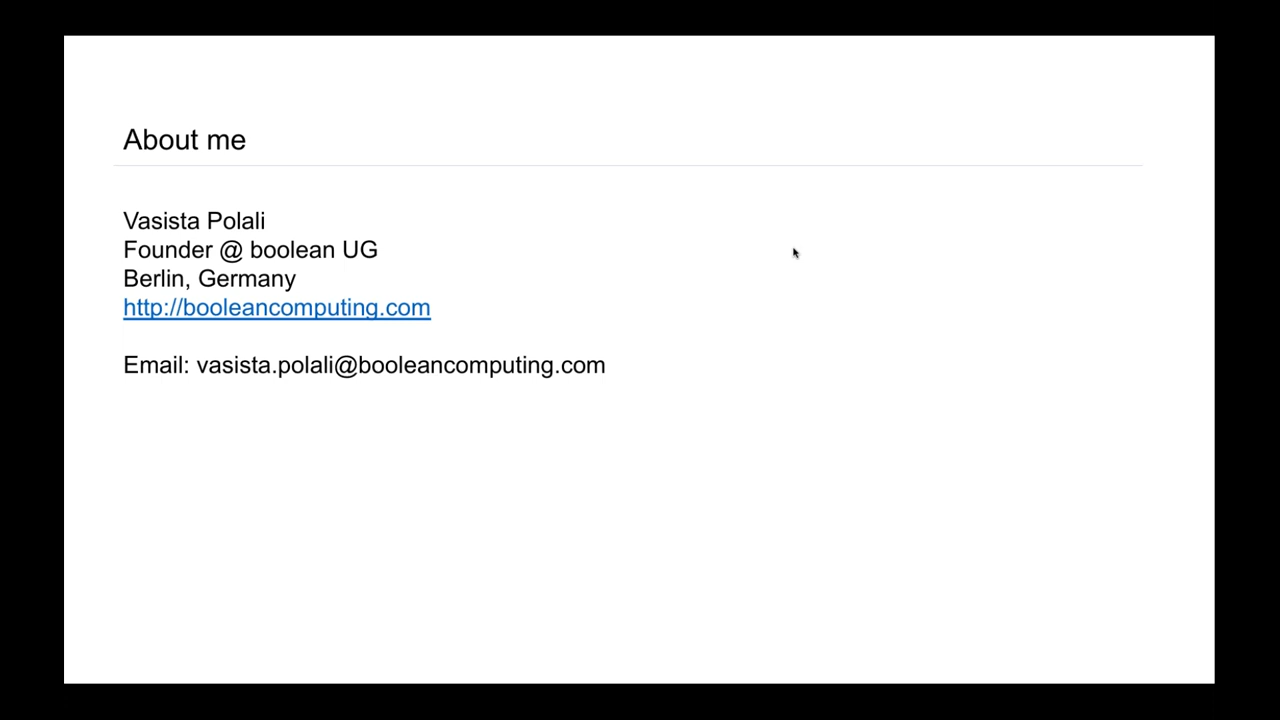 About me
Vasista Polali
Founder @ boolean UG
Berlin, Germany
http://booleancomputing.com
Email: vasista.polali@booleancomputing.com